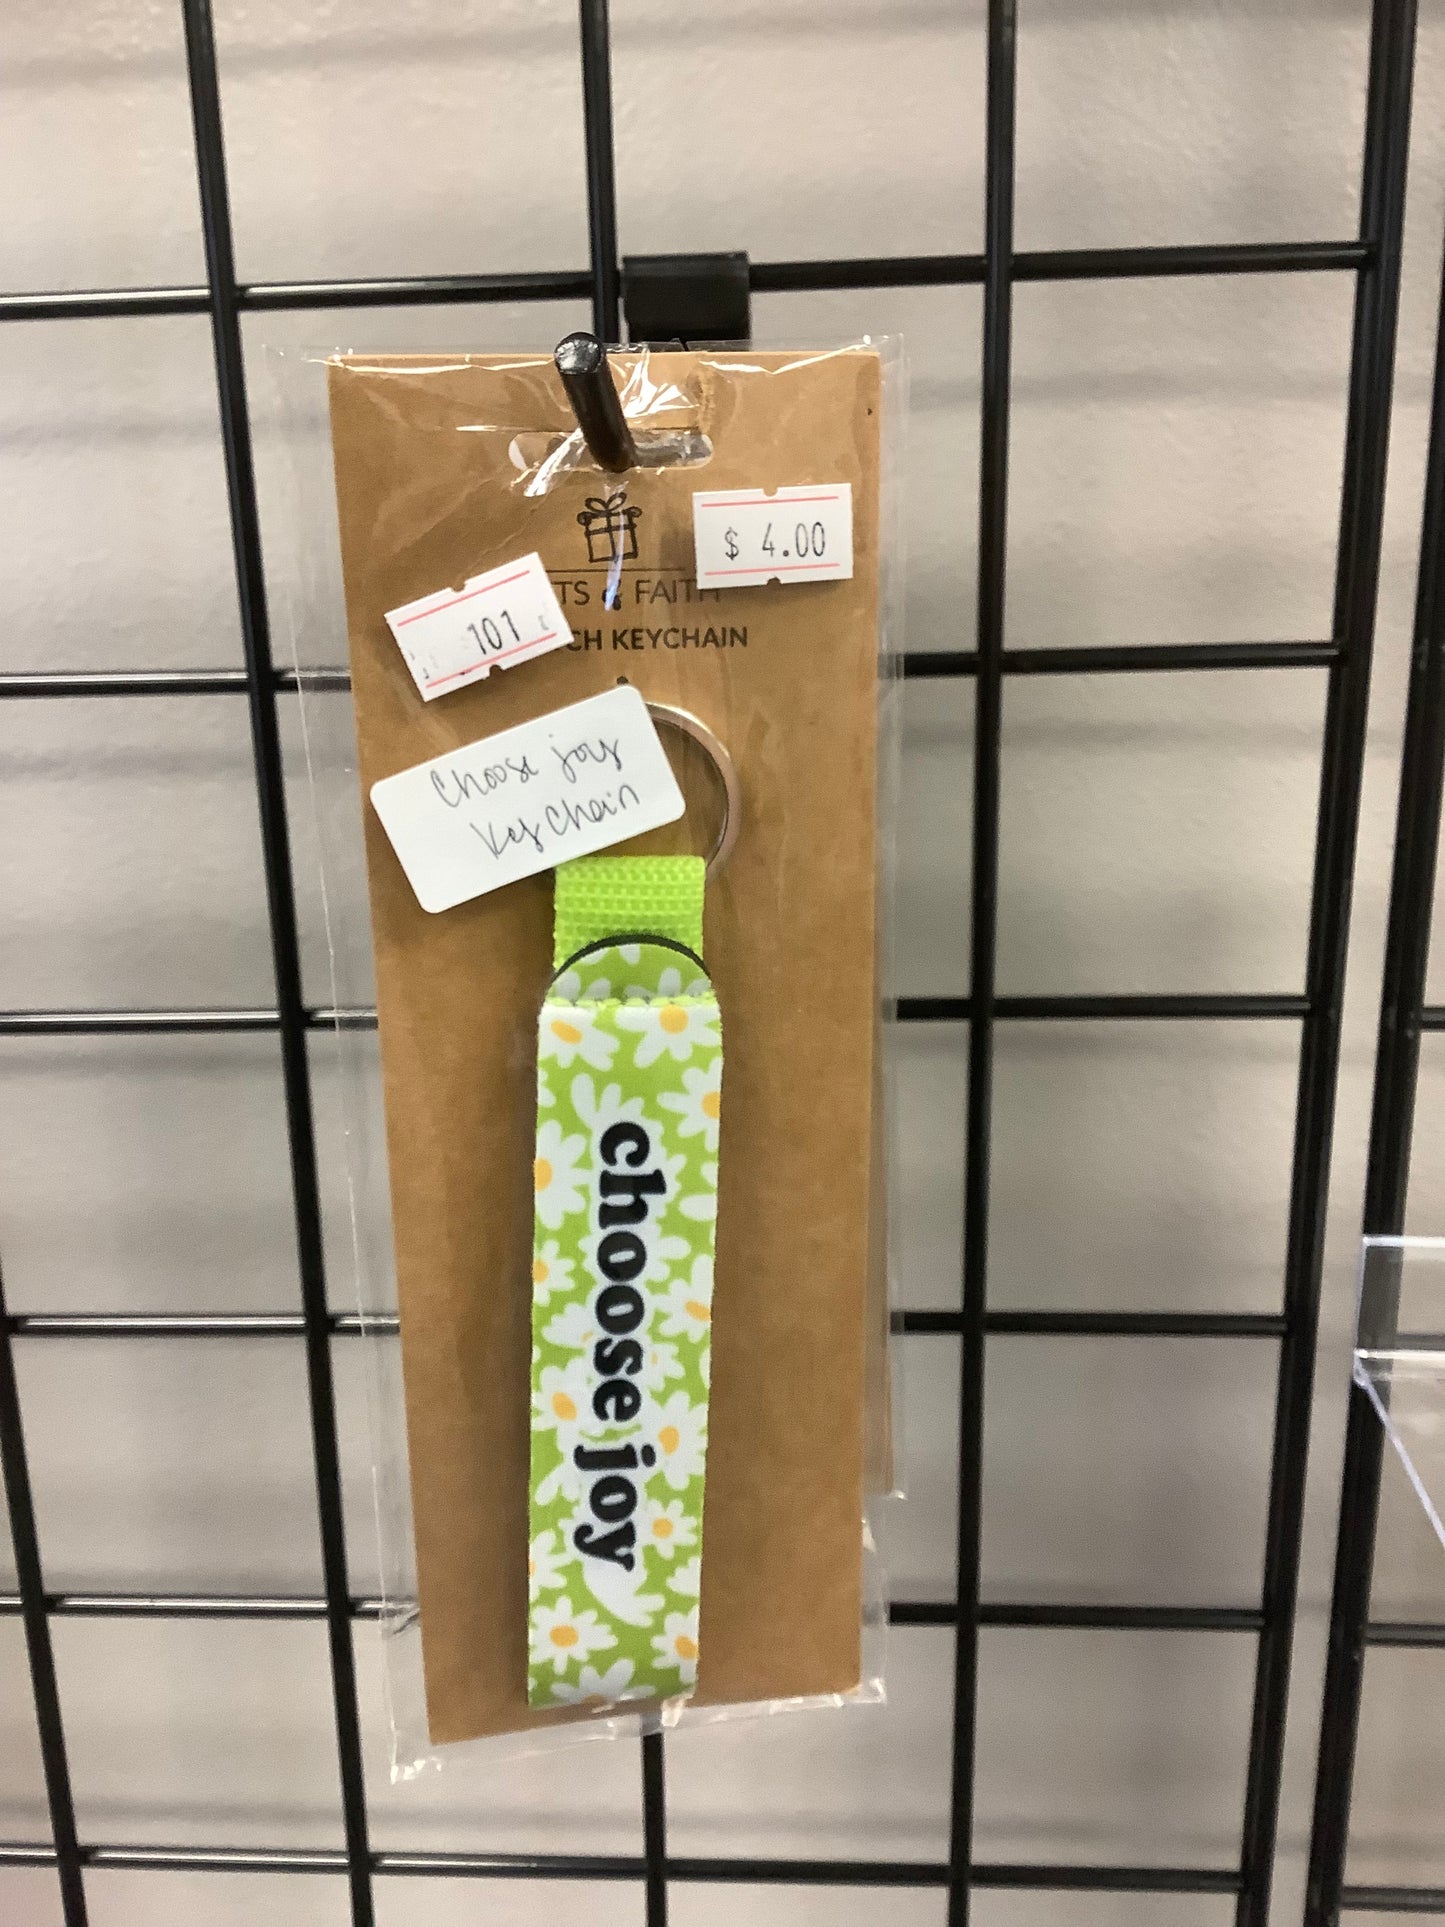 $ 4.00
TS & FAITH
101
CH KEYCHAIN
Choose joy
Keychain
choose joy